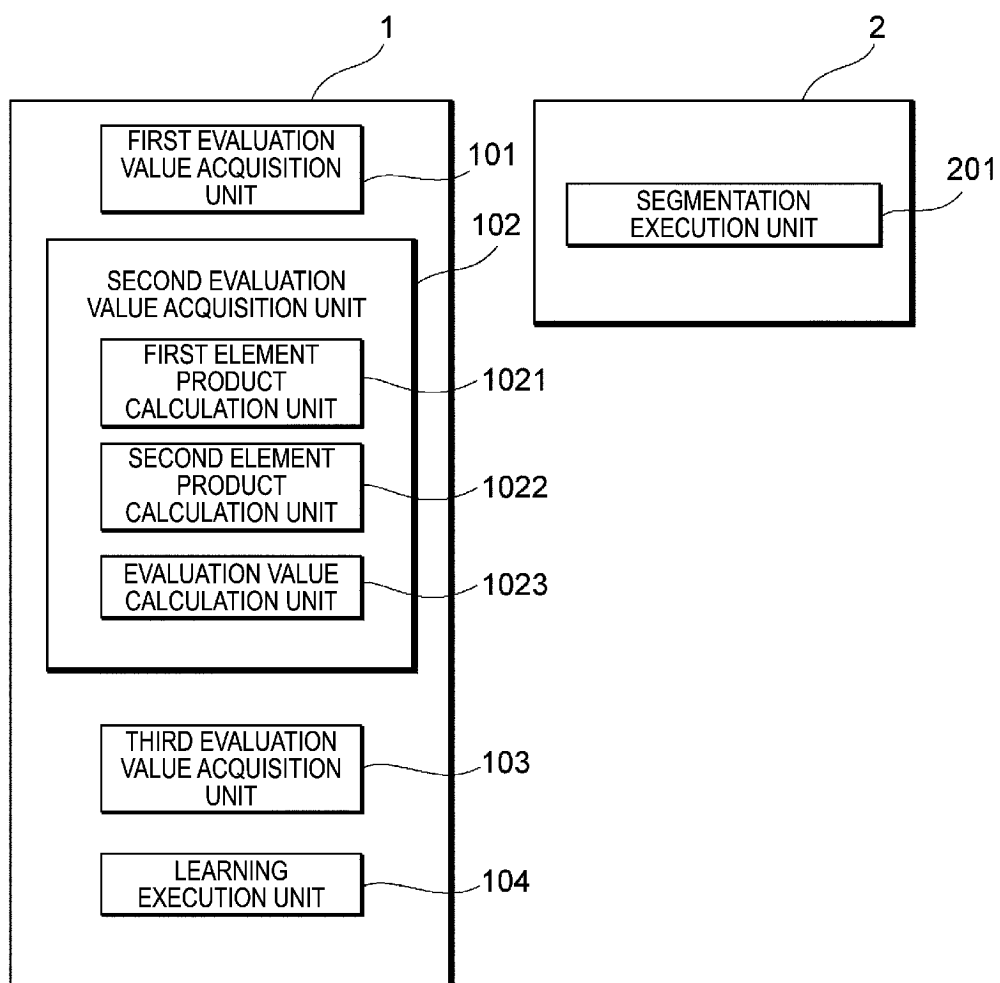 1
FIRST EVALUATION
VALUE ACQUISITION
UNIT
101
102
SECOND EVALUATION
VALUE ACQUISITION UNIT
FIRST ELEMENT
PRODUCT
CALCULATION UNIT
1021
SECOND ELEMENT
PRODUCT
CALCULATION UNIT
1022
EVALUATION VALUE
CALCULATION UNIT
1023
THIRD EVALUATION
VALUE ACQUISITION
UNIT
103
LEARNING
EXECUTION UNIT
104
2
SEGMENTATION
EXECUTION UNIT
201